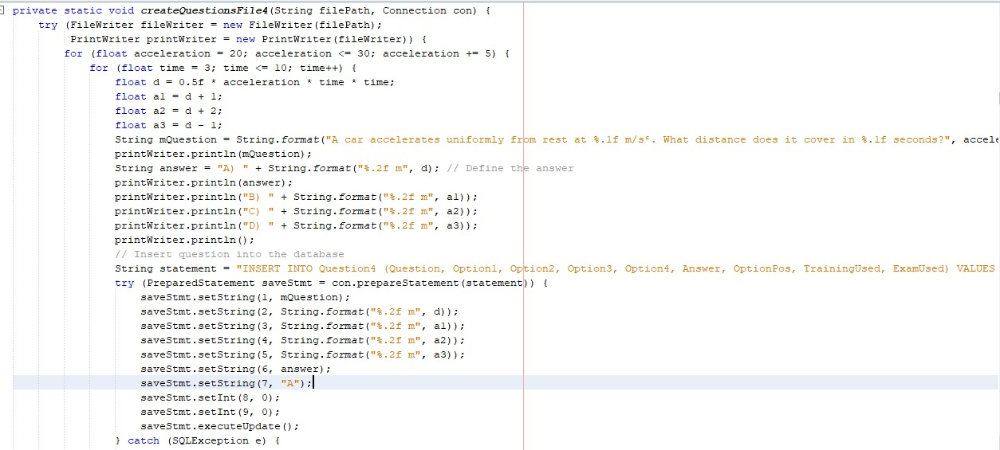 private static void createQuestionsFile4(String filePath, Connection con) {
try (FileWriter fileWriter = new FileWriter(filePath);
PrintWriter printWriter = new PrintWriter(fileWriter)) {
for (float acceleration = 20; acceleration <= 30; acceleration += 5) {
for (float time = 3; time <= 10; time++) {
float d = 0.5f * acceleration * time * time;
float a1 = d + 1;
float a2 = d + 2;
float a3 = d - 1;
String mQuestion = String.format("A car accelerates uniformly from rest at %.1f m/s². What distance does it cover in %.1f seconds?", accele
printWriter.println(mQuestion);
String answer = "A) " + String.format("%.2f m", d); // Define the answer
printWriter.println(answer);
printWriter.println("B) " + String.format("%.2f m", a1));
printWriter.println("C) " + String.format("%.2f m", a2));
printWriter.println("D) " + String.format("%.2f m", a3));
printWriter.println();
// Insert question into the database
String statement = "INSERT INTO Question4 (Question, Option1, Option2, Option3, Option4, Answer, OptionPos, TrainingUsed, ExamUsed) VALUES
try (PreparedStatement saveStmt = con.prepareStatement(statement)) {
saveStmt.setString(1, mQuestion);
saveStmt.setString(2, String.format("%.2f m", d));
saveStmt.setString(3, String.format("%.2f m", a1));
saveStmt.setString(4, String.format("%.2f m", a2));
saveStmt.setString(5, String.format("%.2f m", a3));
saveStmt.setString(6, answer);
saveStmt.setString(7, "A");
saveStmt.setInt(8, 0);
saveStmt.setInt(9, 0);
saveStmt.executeUpdate();
} catch (SQLException e) {